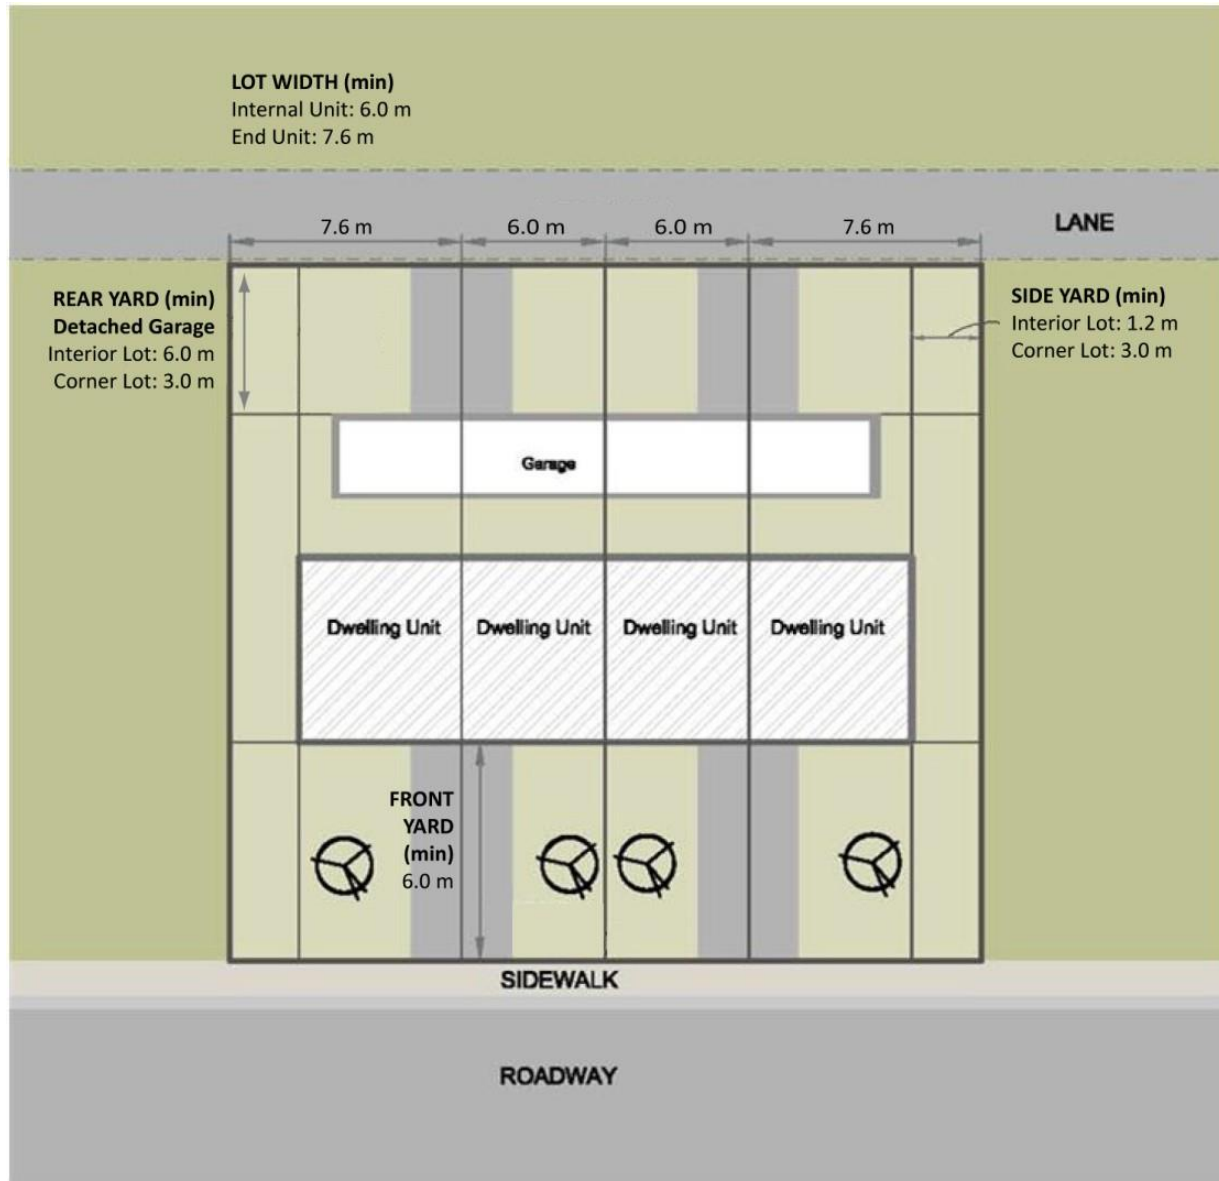 LOT WIDTH (min)
Internal Unit: 6.0 m
End Unit: 7.6 m
7.6 m
6.0 m
6.0 m
7.6 m
LANE
REAR YARD (min)
Detached Garage
Interior Lot: 6.0 m
Corner Lot: 3.0 m
SIDE YARD (min)
Interior Lot: 1.2 m
Corner Lot: 3.0 m
Garage
Dwelling Unit
Dwelling Unit
Dwelling Unit
Dwelling Unit
FRONT
YARD
(min)
6.0 m
SIDEWALK
ROADWAY